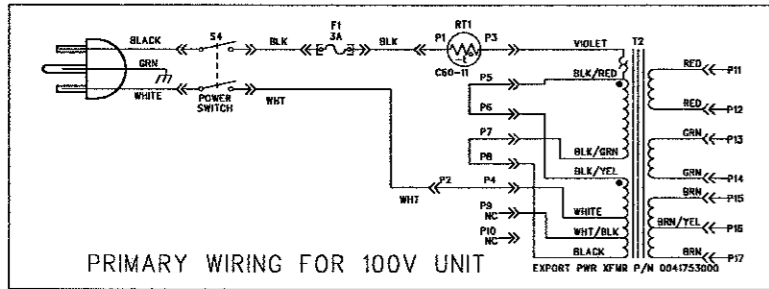 BLACK S4 BLK F1 3A BLK P1 RT1 P3 VIOLET T2
-t
C60-11
GRN
WHITE POWER SWITCH WHT
P5 BLK/RED
P6
P7
BLK/GRN
P8
BLK/YEL
WHT P2 P4 WHITE
P9 NC WHT/BLK
P10 NC
BLACK
RED P11
RED P12
GRN P13
GRN P14
BRN P15
BRN/YEL P16
BRN P17
PRIMARY WIRING FOR 100V UNIT
EXPORT PWR XFMR P/N 0041753000